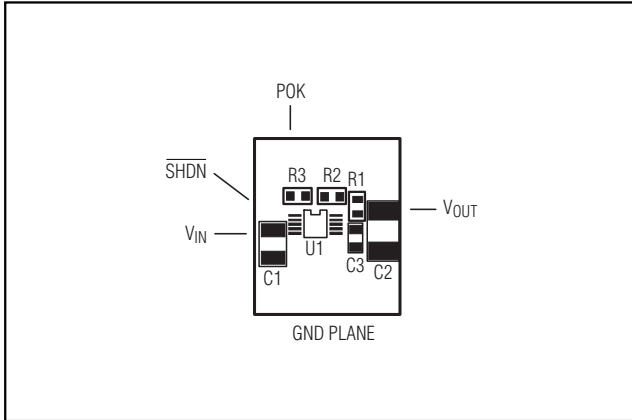 POK
SHDN
R3 R2 R1
VIN
VOUT
U1
C3
C1
C2
GND PLANE